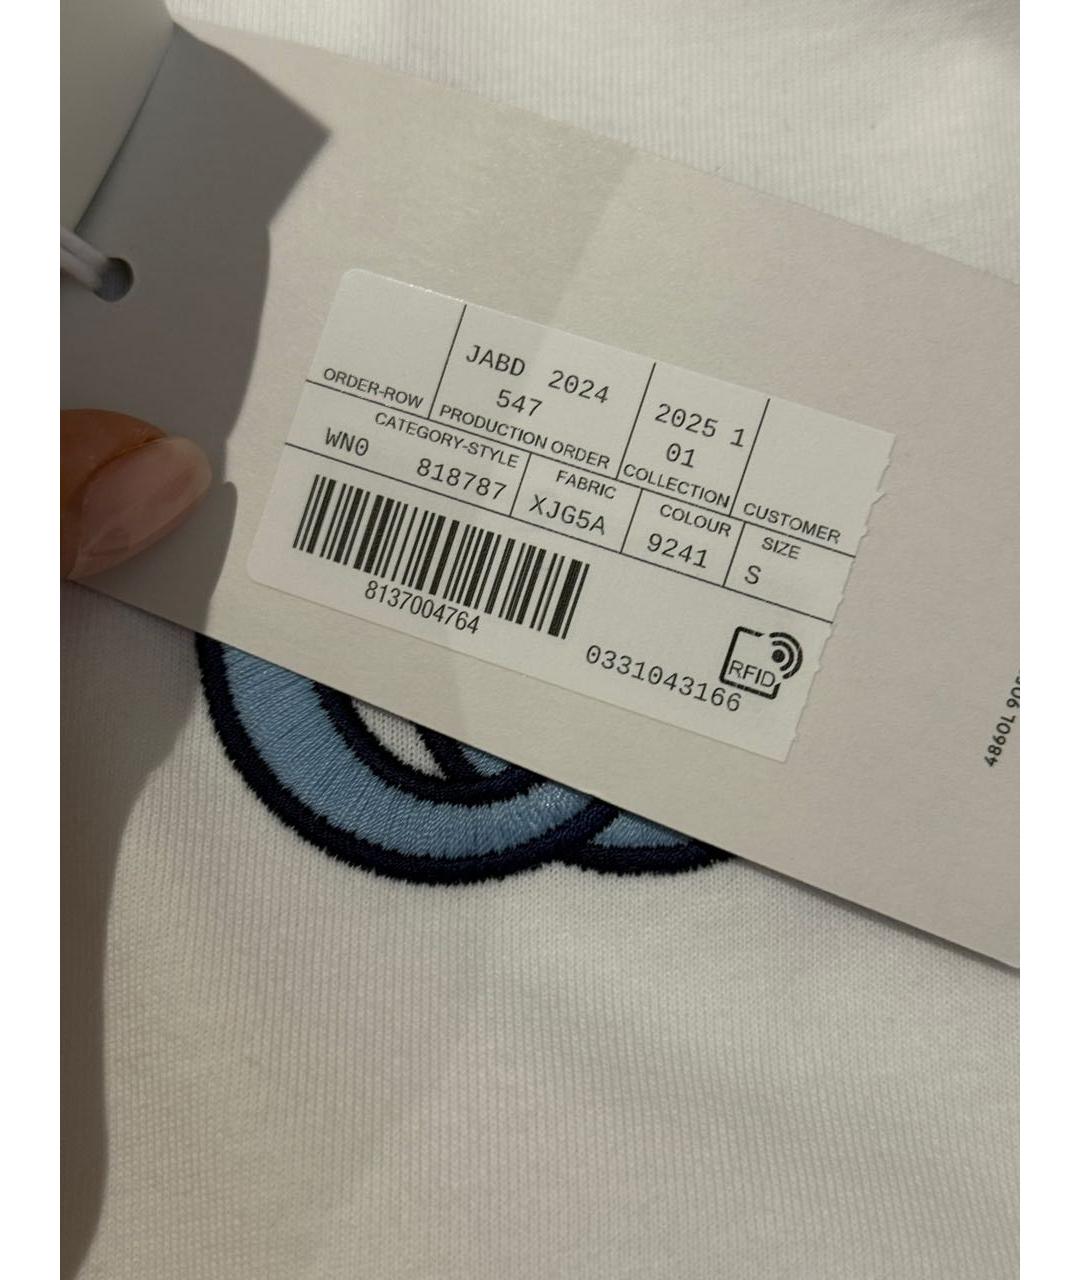 JABD 2024
547
2025 1
01
ORDER-ROW
PRODUCTION ORDER
COLLECTION
CUSTOMER
CATEGORY-STYLE
FABRIC
COLOUR
SIZE
WN0 818787
XJG5A
9241
S
8137004764
0331043166
RFID
4860L